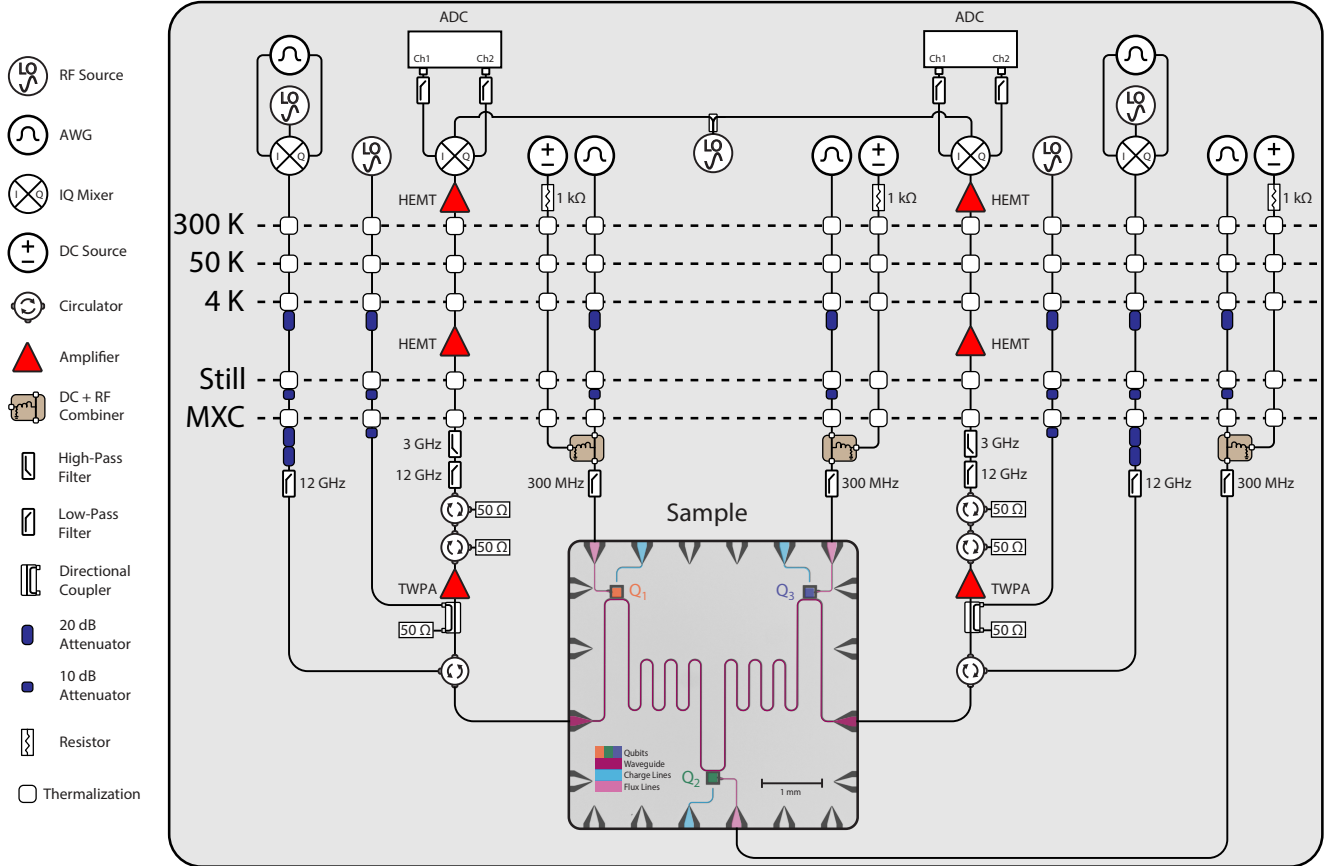 ADC
ADC
Ch1
Ch2
Ch1
Ch2
LO
RF Source
AWG
I
Q
IQ Mixer
+
−
DC Source
Circulator
Amplifier
DC + RF
Combiner
High-Pass
Filter
Low-Pass
Filter
Directional
Coupler
20 dB
Attenuator
10 dB
Attenuator
Resistor
Thermalization
LO
LO
I
Q
I
Q
LO
I
Q
LO
LO
I
Q
+
−
+
−
+
−
HEMT
1 kΩ
1 kΩ
HEMT
1 kΩ
300 K
50 K
4 K
HEMT
HEMT
Still
MXC
3 GHz
3 GHz
12 GHz
12 GHz
300 MHz
300 MHz
12 GHz
12 GHz
300 MHz
50 Ω
50 Ω
50 Ω
50 Ω
Sample
TWPA
TWPA
50 Ω
50 Ω
Q1
Q3
Q2
Qubits
Waveguide
Charge Lines
Flux Lines
1 mm